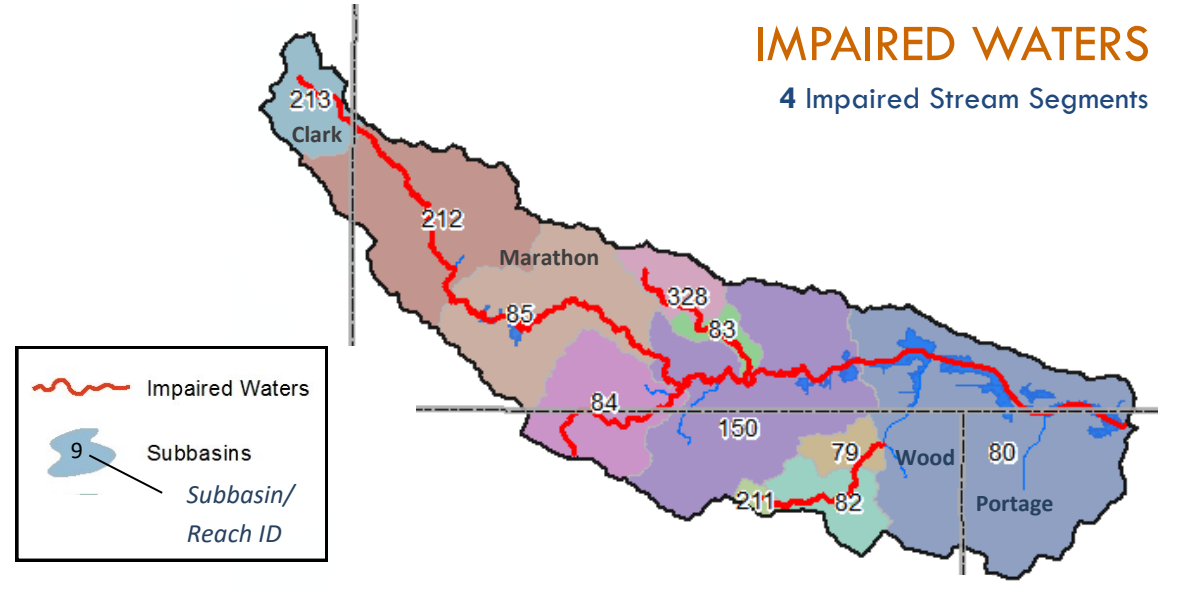 IMPAIRED WATERS
4 Impaired Stream Segments
213
Clark
212
Marathon
328
85
83
84
150
79
Wood
80
211
82
Portage
Impaired Waters
9
Subbasins
Subbasin/
Reach ID